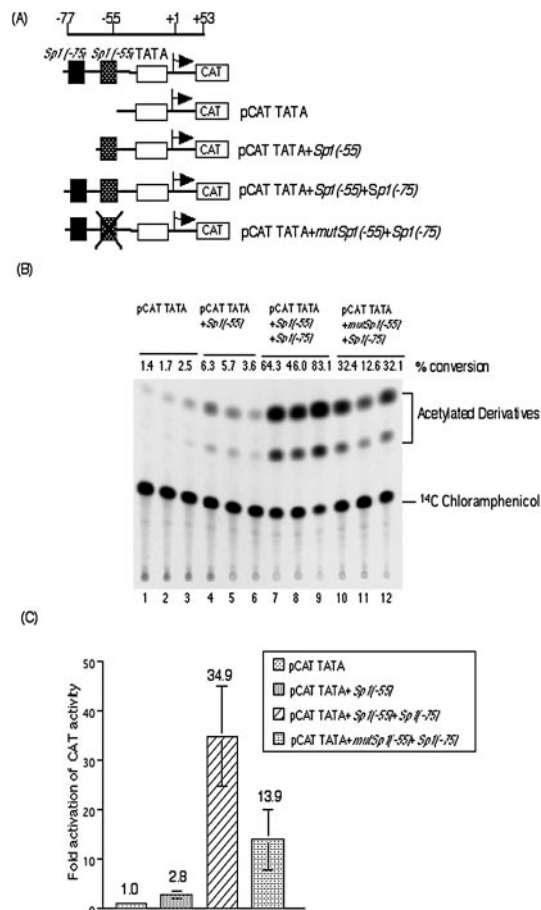 (A)
-77 -55 +1 +53
Sp1(-75) Sp1(-55) TATA
CAT
CAT pCAT TATA
CAT pCAT TATA+Sp1(-55)
CAT pCAT TATA+Sp1(-55)+Sp1(-75)
CAT pCAT TATA+mutSp1(-55)+Sp1(-75)
(B)
pCAT TATA pCAT TATA +Sp1(-55) pCAT TATA +Sp1(-55) +Sp1(-75) pCAT TATA +mutSp1(-55) +Sp1(-75)
1.4 1.7 2.5 6.3 5.7 3.6 64.3 46.0 83.1 32.4 12.6 32.1 % conversion
Acetylated Derivatives
14C Chloramphenicol
1 2 3 4 5 6 7 8 9 10 11 12
(C)
Fold activation of CAT activity
50
40
30
20
10
0
1.0
2.8
34.9
13.9
pCAT TATA
pCAT TATA+Sp1(-55)
pCAT TATA+Sp1(-55)+Sp1(-75)
pCAT TATA+mutSp1(-55)+Sp1(-75)